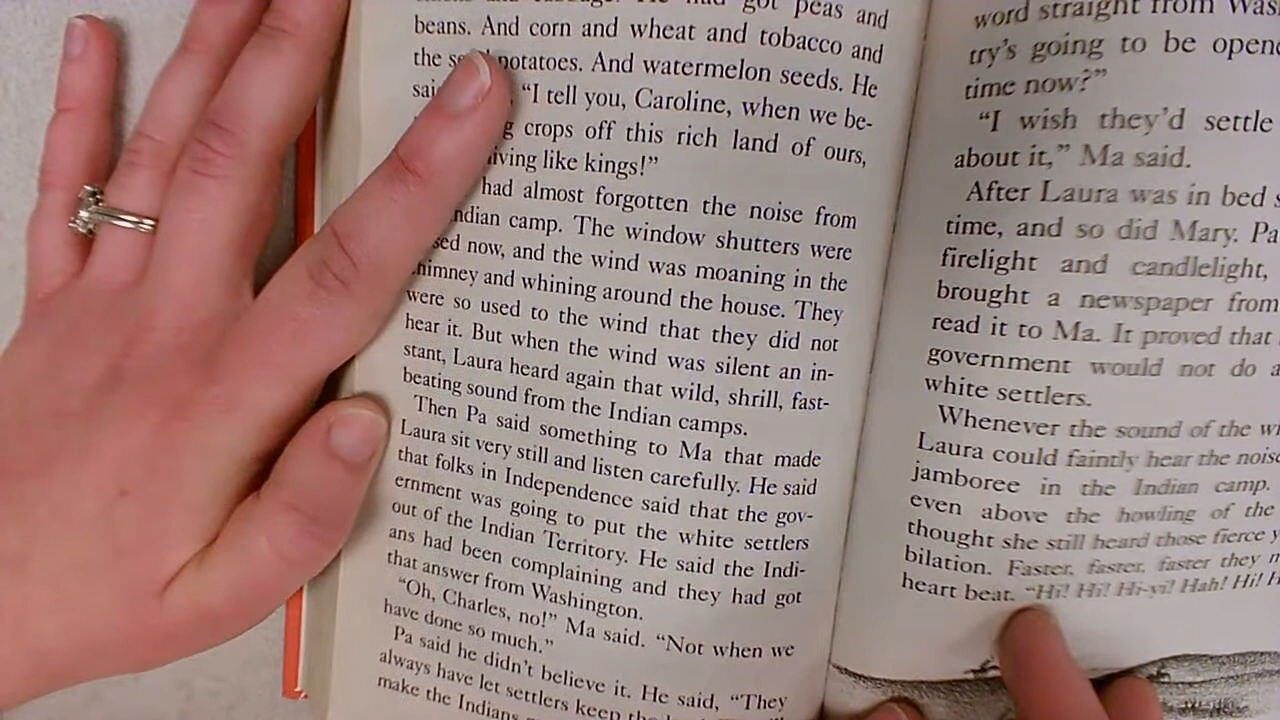 got peas and
beans. And corn and wheat and tobacco and
the potatoes. And watermelon seeds. He
"I tell you, Caroline, when we be-
crops off this rich land of ours,
like kings!"
had almost forgotten the noise from
camp. The window shutters were
now, and the wind was moaning in the
and whining around the house. They
were so used to the wind that they did not
hear it. But when the wind was silent an in-
stant, Laura heard again that wild, shrill, fast-
beating sound from the Indian camps.
Then Pa said something to Ma that made
Laura sit very still and listen carefully. He said
that folks in Independence said that the gov-
ernment was going to put the white settlers
out of the Indian Territory. He said the Indi-
ans had been complaining and they had got
that answer from Washington.
"Oh, Charles, no!" Ma said. "Not when we
have done so much."
Pa said he didn't believe it. He said, "They
always have let settlers keep
make the Indians
word straight from
try's going to be
time now?"
"I wish they'd settle
about it," Ma said.
After Laura was in bed
time, and so did Mary. Pa
firelight and candlelight,
brought a newspaper from
read it to Ma. It proved that
government would not do
white settlers.
Whenever the sound of the
Laura could faintly hear the
jamboree in the Indian camp.
even above the howling of the
thought she still heard those fierce
bilation. Faster, faster, faster they
heart beat. "Hi! Hi! Hi-yi! Hah! Hi!